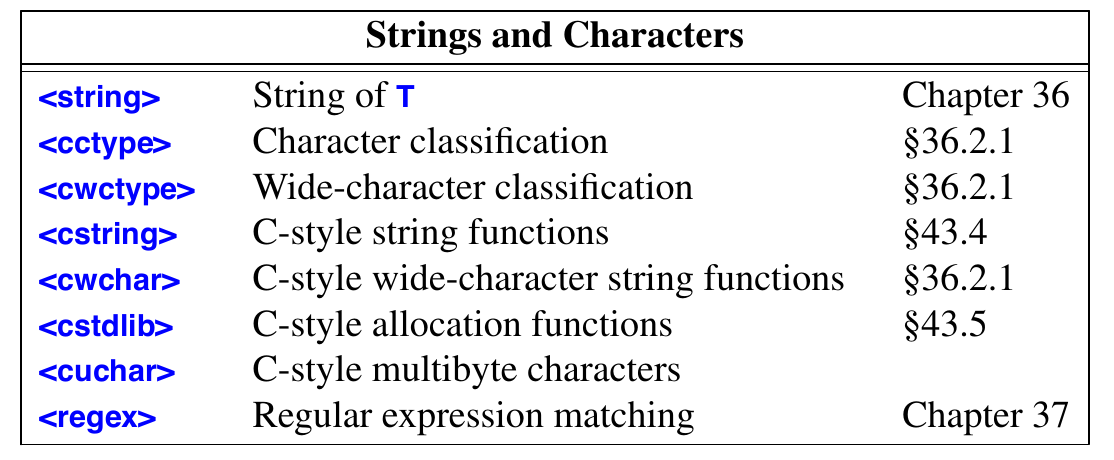 Strings and Characters
<string> String of T Chapter 36
<cctype> Character classification §36.2.1
<cwctype> Wide-character classification §36.2.1
<cstring> C-style string functions §43.4
<cwchar> C-style wide-character string functions §36.2.1
<cstdlib> C-style allocation functions §43.5
<cuchar> C-style multibyte characters
<regex> Regular expression matching Chapter 37